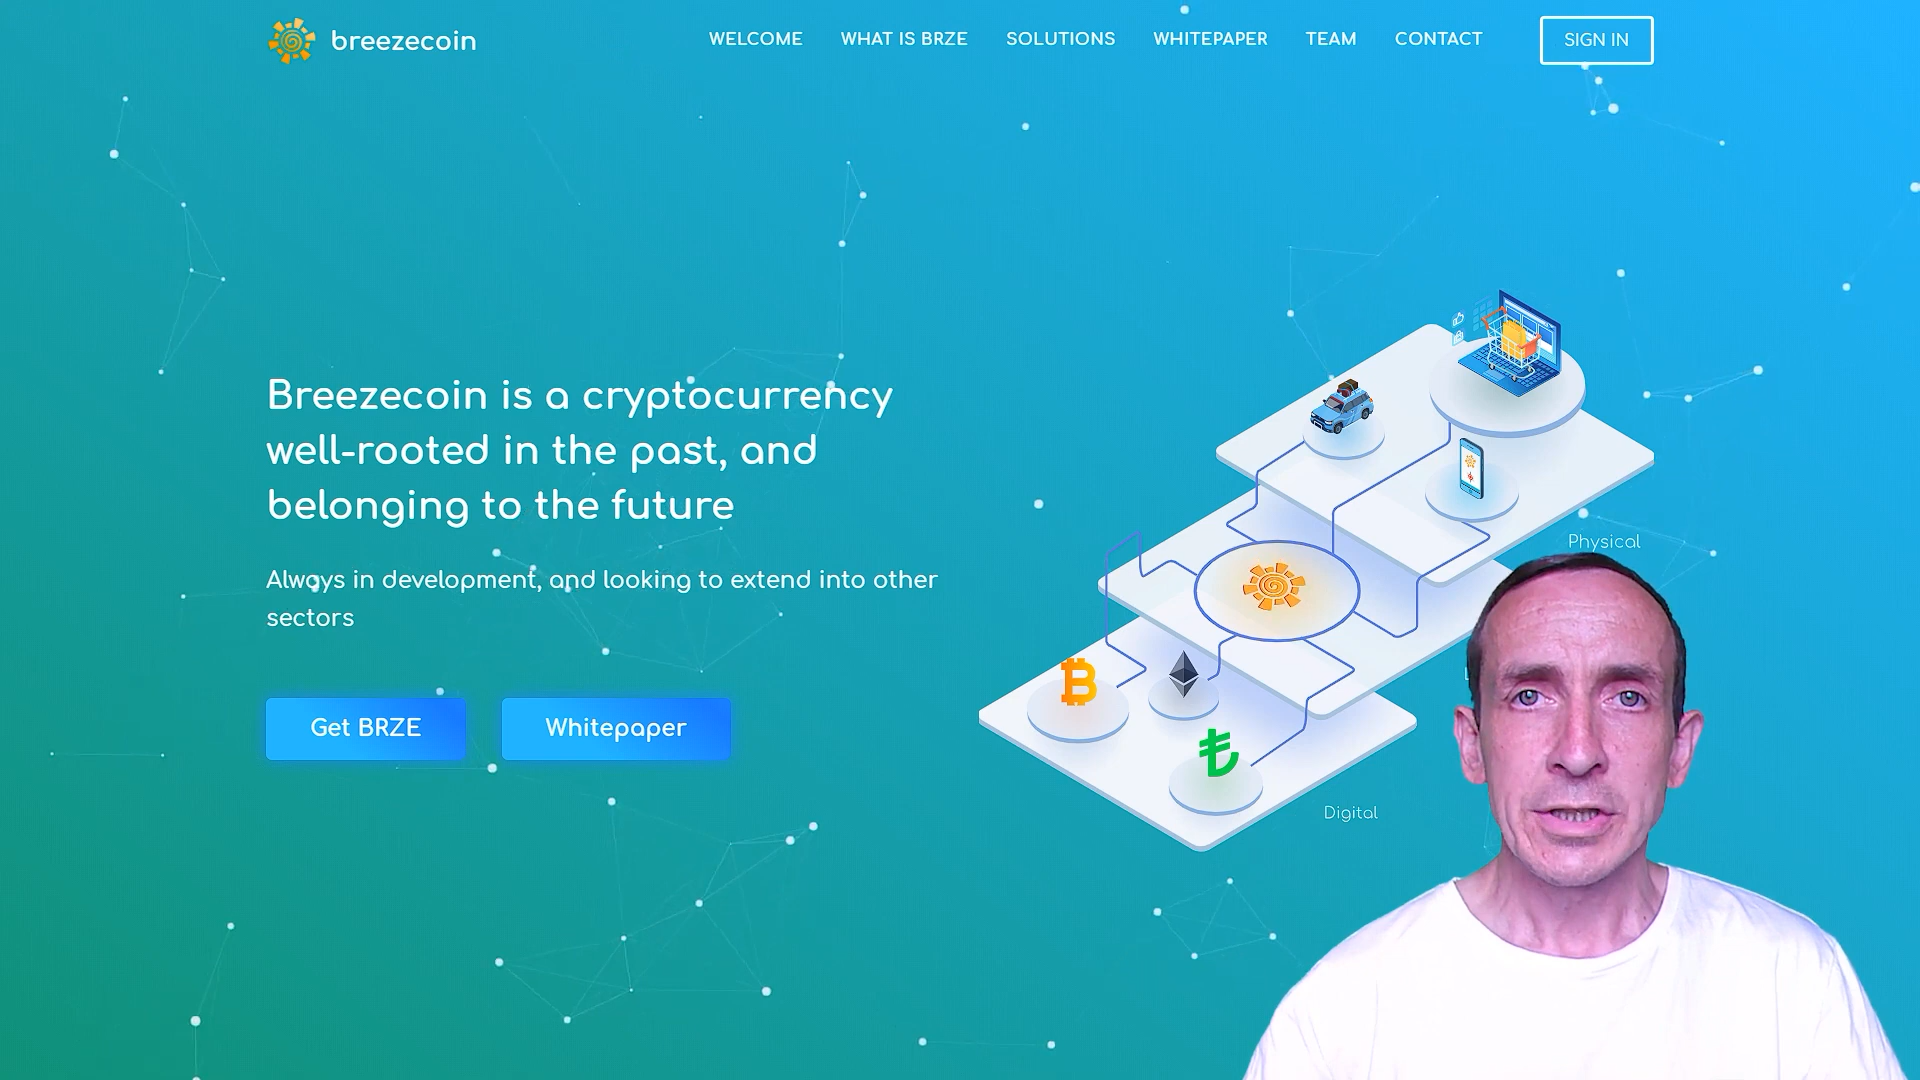 breezecoin
WELCOME
WHAT IS BRZE
SOLUTIONS
WHITEPAPER
TEAM
CONTACT
SIGN IN
Breezecoin is a cryptocurrency
well-rooted in the past, and
belonging to the future
Always in development, and looking to extend into other
sectors
Get BRZE
Whitepaper
Physical
Digital